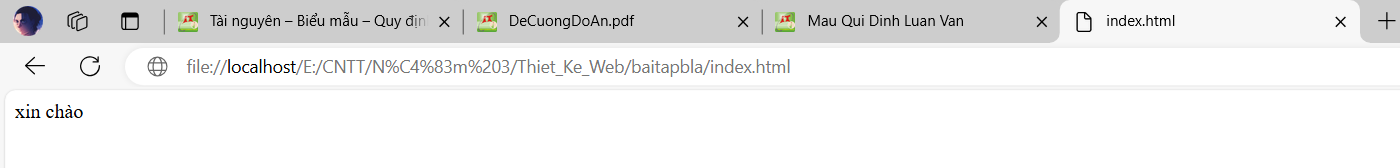 Tài nguyên – Biểu mẫu – Quy địn
DeCuongDoAn.pdf
Mau Qui Dinh Luan Van
index.html
file://localhost/E:/CNTT/N%C4%83m%203/Thiet_Ke_Web/baitapbla/index.html
xin chào